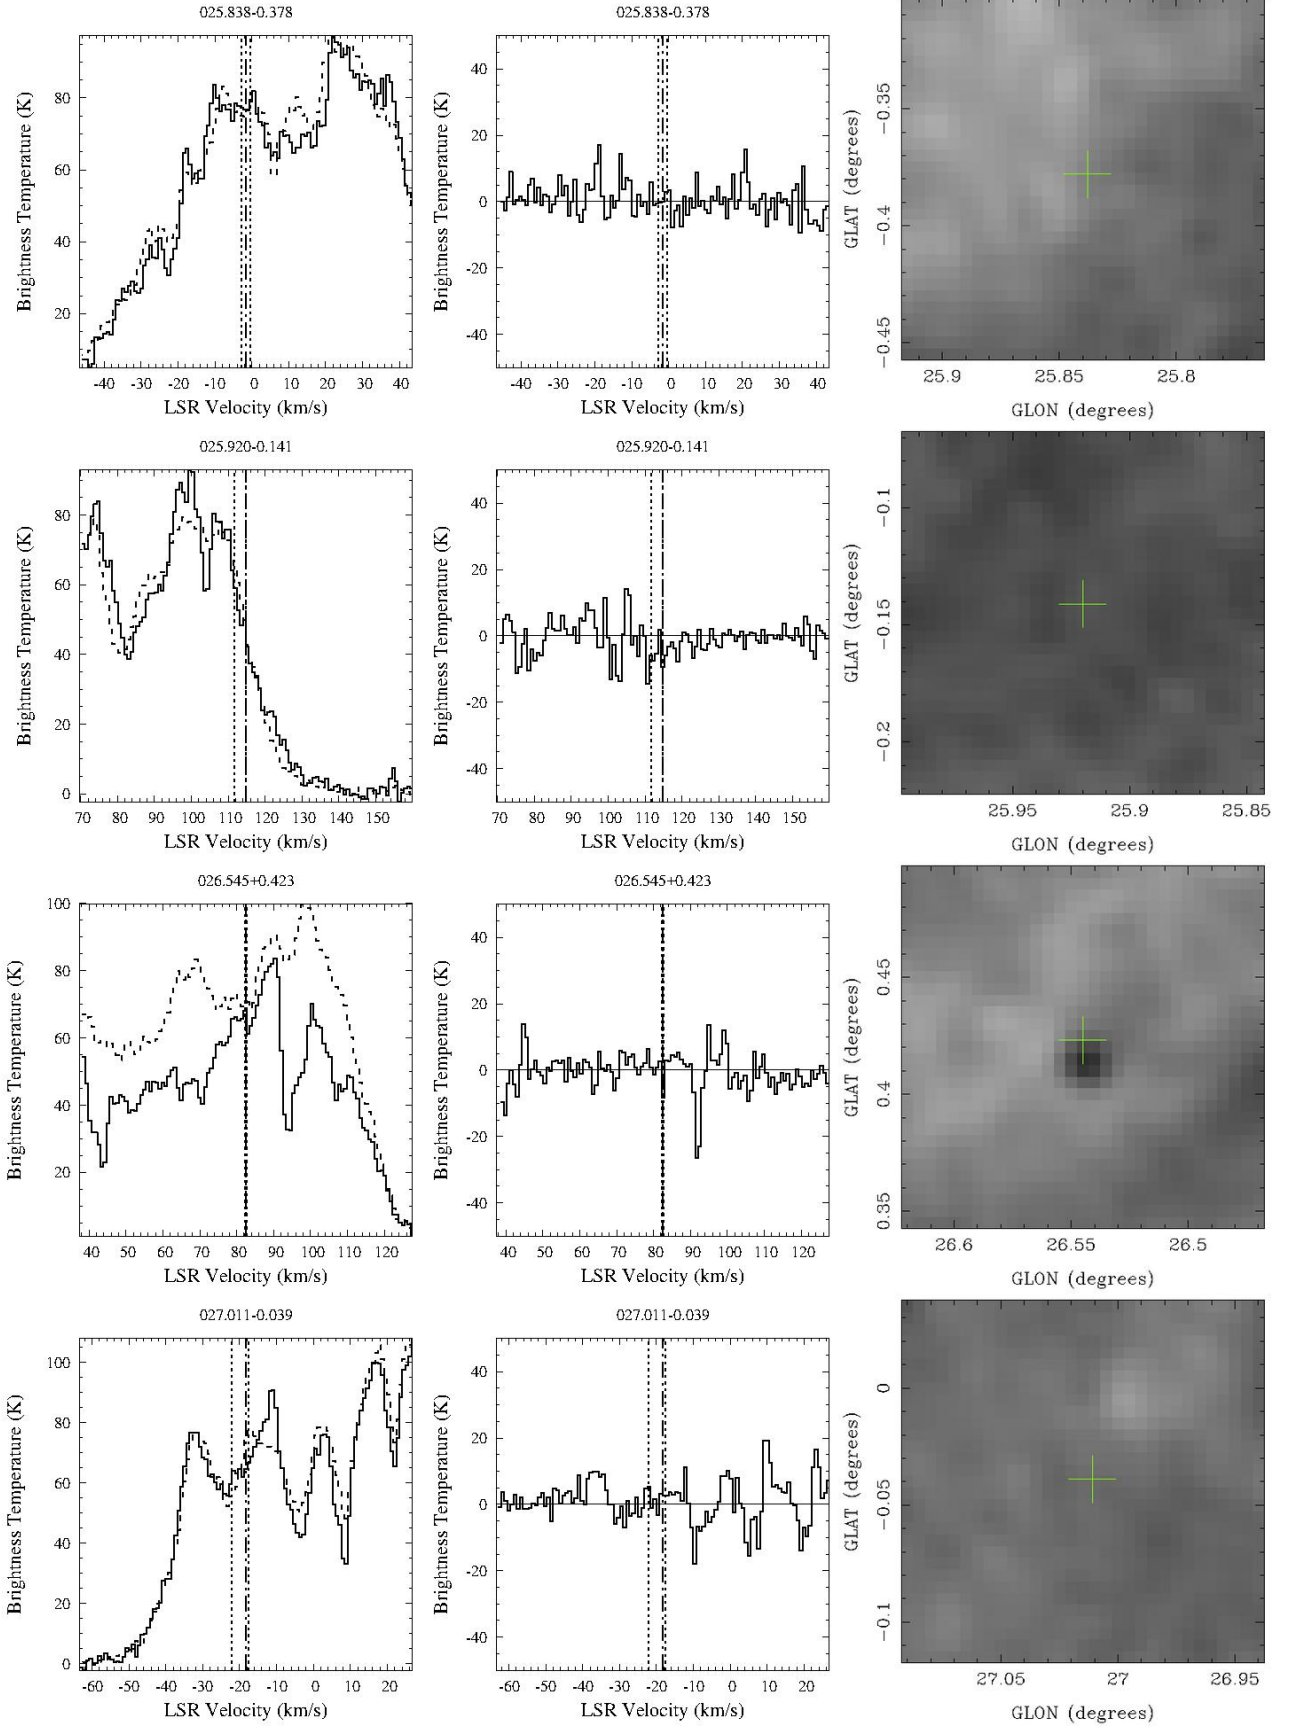 025.838-0.378
025.838-0.378
Brightness Temperature (K)
80
60
40
20
-40 -30 -20 -10 0 10 20 30 40
LSR Velocity (km/s)
Brightness Temperature (K)
40
20
0
-20
-40
-40 -30 -20 -10 0 10 20 30 40
LSR Velocity (km/s)
GLAT (degrees)
-0.35
-0.4
-0.45
25.9 25.85 25.8
GLON (degrees)
025.920-0.141
025.920-0.141
Brightness Temperature (K)
80
60
40
20
0
70 80 90 100 110 120 130 140 150
LSR Velocity (km/s)
Brightness Temperature (K)
40
20
0
-20
-40
70 80 90 100 110 120 130 140 150
LSR Velocity (km/s)
GLAT (degrees)
-0.1
-0.15
-0.2
25.95 25.9 25.85
GLON (degrees)
026.545+0.423
026.545+0.423
Brightness Temperature (K)
100
80
60
40
20
40 50 60 70 80 90 100 110 120
LSR Velocity (km/s)
Brightness Temperature (K)
40
20
0
-20
-40
40 50 60 70 80 90 100 110 120
LSR Velocity (km/s)
GLAT (degrees)
0.45
0.4
0.35
26.6 26.55 26.5
GLON (degrees)
027.011-0.039
027.011-0.039
Brightness Temperature (K)
100
80
60
40
20
0
-60 -50 -40 -30 -20 -10 0 10 20
LSR Velocity (km/s)
Brightness Temperature (K)
40
20
0
-20
-40
-60 -50 -40 -30 -20 -10 0 10 20
LSR Velocity (km/s)
GLAT (degrees)
0
-0.05
-0.1
27.05 27 26.95
GLON (degrees)